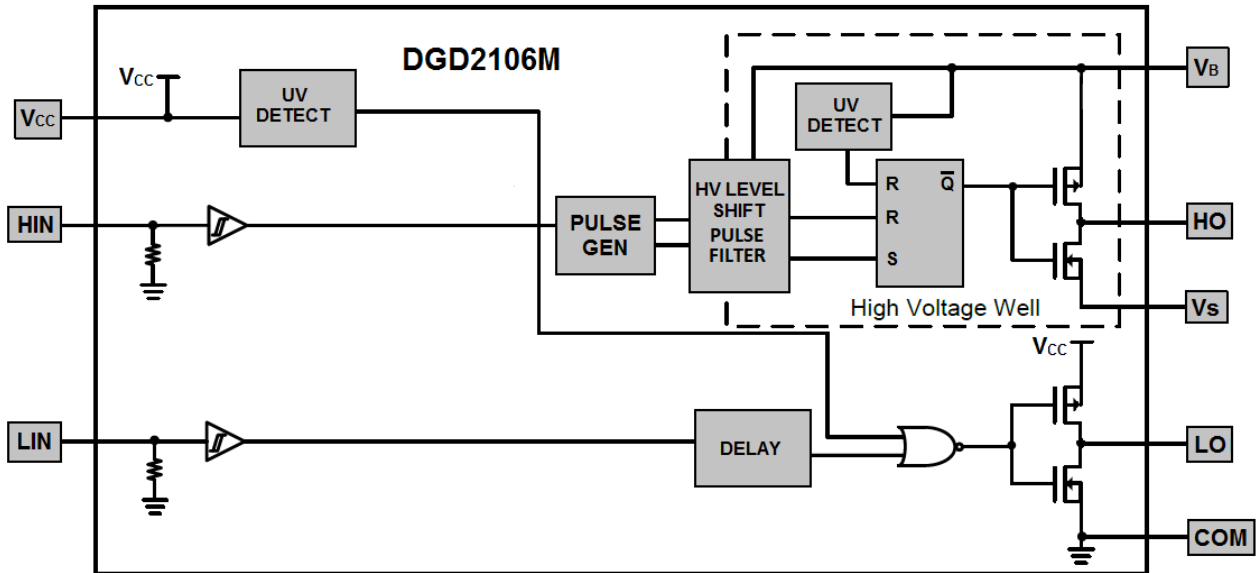 DGD2106M
VCC
VCC
UV
DETECT
UV
DETECT
VB
HIN
PULSE
GEN
HV LEVEL
SHIFT
PULSE
FILTER
R
Q̅
R
S
HO
High Voltage Well
Vs
VCC
LIN
DELAY
LO
COM